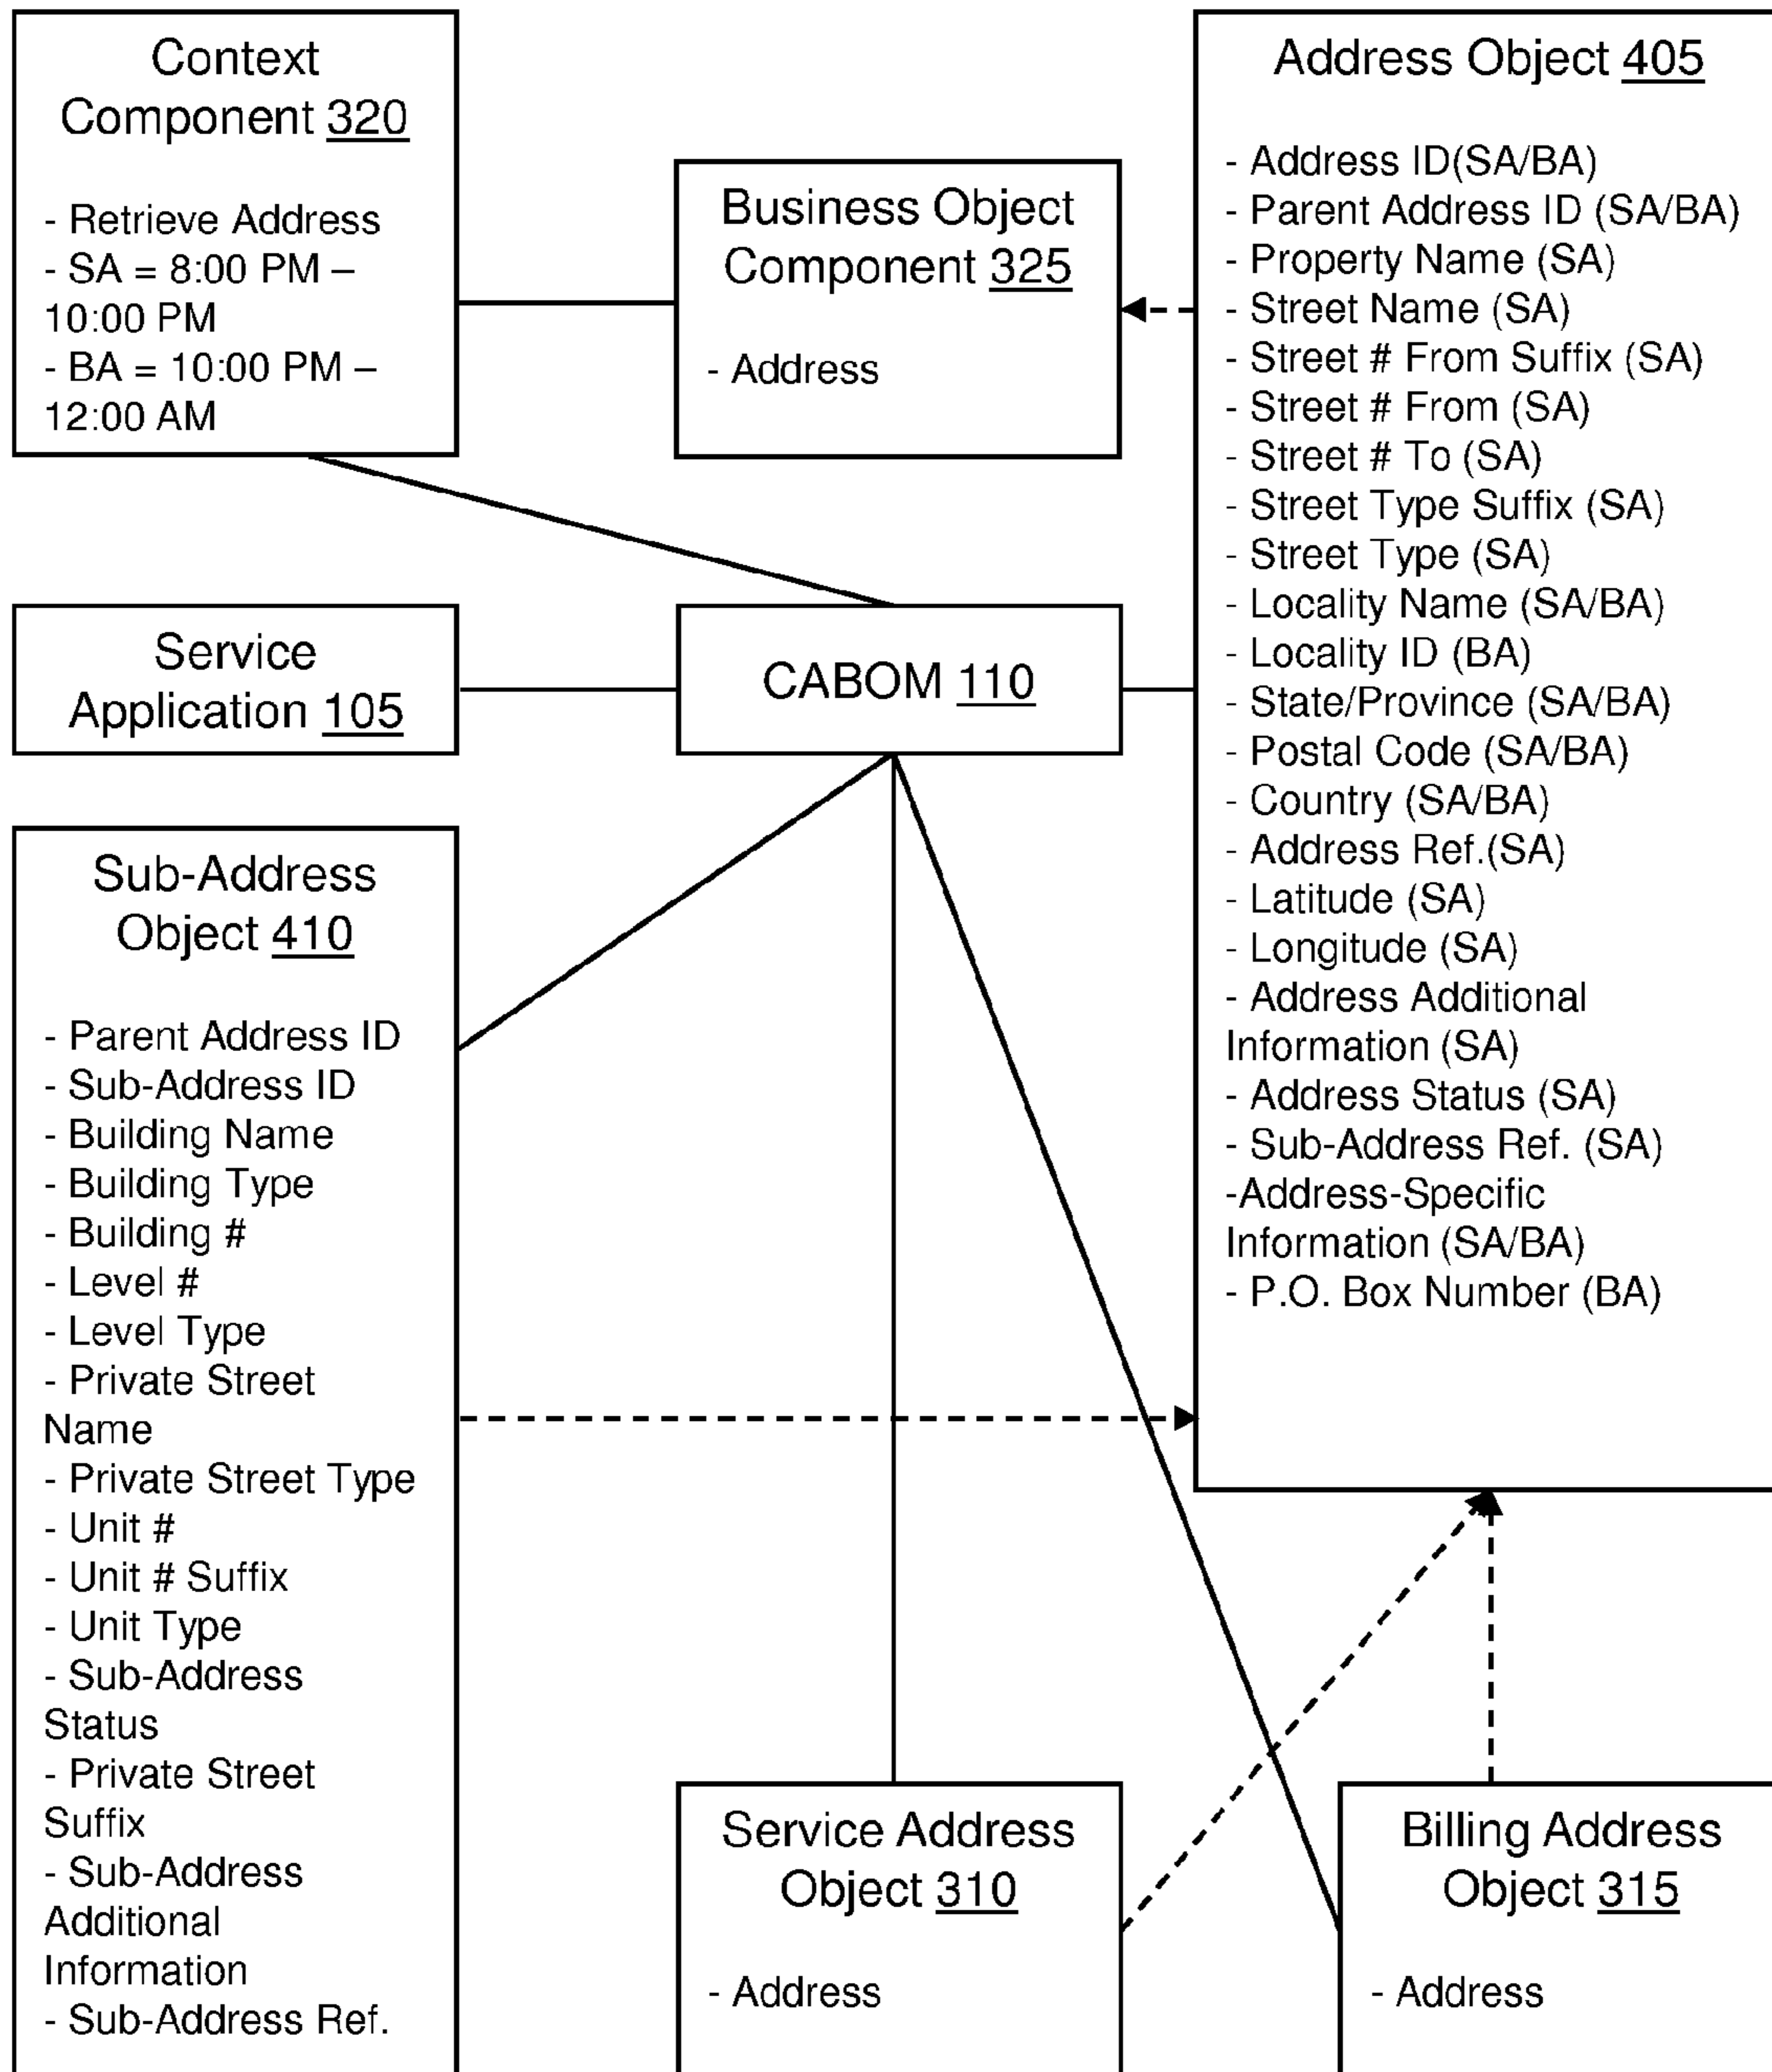 Context
Component 320
- Retrieve Address
- SA = 8:00 PM –
10:00 PM
- BA = 10:00 PM –
12:00 AM
Business Object
Component 325
- Address
Address Object 405
- Address ID(SA/BA)
- Parent Address ID (SA/BA)
- Property Name (SA)
- Street Name (SA)
- Street # From Suffix (SA)
- Street # From (SA)
- Street # To (SA)
- Street Type Suffix (SA)
- Street Type (SA)
- Locality Name (SA/BA)
- Locality ID (BA)
- State/Province (SA/BA)
- Postal Code (SA/BA)
- Country (SA/BA)
- Address Ref.(SA)
- Latitude (SA)
- Longitude (SA)
- Address Additional
Information (SA)
- Address Status (SA)
- Sub-Address Ref. (SA)
-Address-Specific
Information (SA/BA)
- P.O. Box Number (BA)
Service
Application 105
CABOM 110
Sub-Address
Object 410
- Parent Address ID
- Sub-Address ID
- Building Name
- Building Type
- Building #
- Level #
- Level Type
- Private Street
Name
- Private Street Type
- Unit #
- Unit # Suffix
- Unit Type
- Sub-Address
Status
- Private Street
Suffix
- Sub-Address
Additional
Information
- Sub-Address Ref.
Service Address
Object 310
- Address
Billing Address
Object 315
- Address